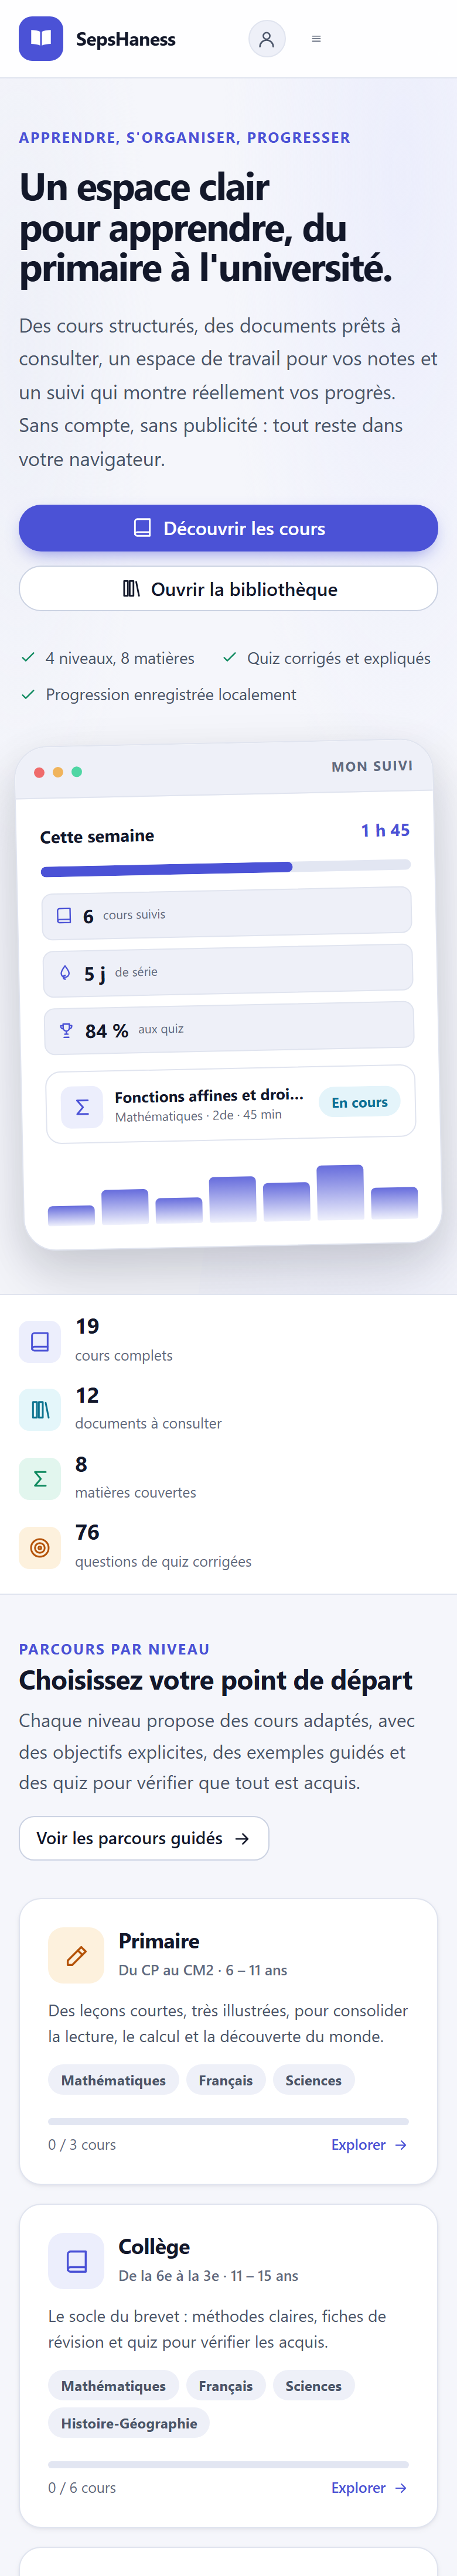 SepsHaness
APPRENDRE, S'ORGANISER, PROGRESSER
Un espace clair
pour apprendre, du
primaire à l'université.
Des cours structurés, des documents prêts à
consulter, un espace de travail pour vos notes et
un suivi qui montre réellement vos progrès.
Sans compte, sans publicité : tout reste dans
votre navigateur.
Découvrir les cours
Ouvrir la bibliothèque
4 niveaux, 8 matières
Quiz corrigés et expliqués
Progression enregistrée localement
MON SUIVI
Cette semaine
1 h 45
6 cours suivis
5 j de série
84 % aux quiz
Fonctions affines et droi...
Mathématiques · 2de · 45 min
En cours
19
cours complets
12
documents à consulter
8
matières couvertes
76
questions de quiz corrigées
PARCOURS PAR NIVEAU
Choisissez votre point de départ
Chaque niveau propose des cours adaptés, avec
des objectifs explicites, des exemples guidés et
des quiz pour vérifier que tout est acquis.
Voir les parcours guidés →
Primaire
Du CP au CM2 · 6 – 11 ans
Des leçons courtes, très illustrées, pour consolider
la lecture, le calcul et la découverte du monde.
Mathématiques Français Sciences
0 / 3 cours
Explorer →
Collège
De la 6e à la 3e · 11 – 15 ans
Le socle du brevet : méthodes claires, fiches de
révision et quiz pour vérifier les acquis.
Mathématiques Français Sciences
Histoire-Géographie
0 / 6 cours
Explorer →